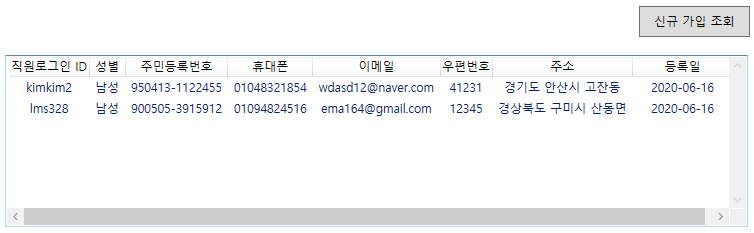 신규 가입 조회
직원로그인 ID 성별 주민등록번호 휴대폰 이메일 우편번호 주소 등록일
kimkim2 남성 950413-1122455 01048321854 wdasd12@naver.com 41231 경기도 안산시 고잔동 2020-06-16
lms328 남성 900505-3915912 01094824516 ema164@gmail.com 12345 경상북도 구미시 산동면 2020-06-16